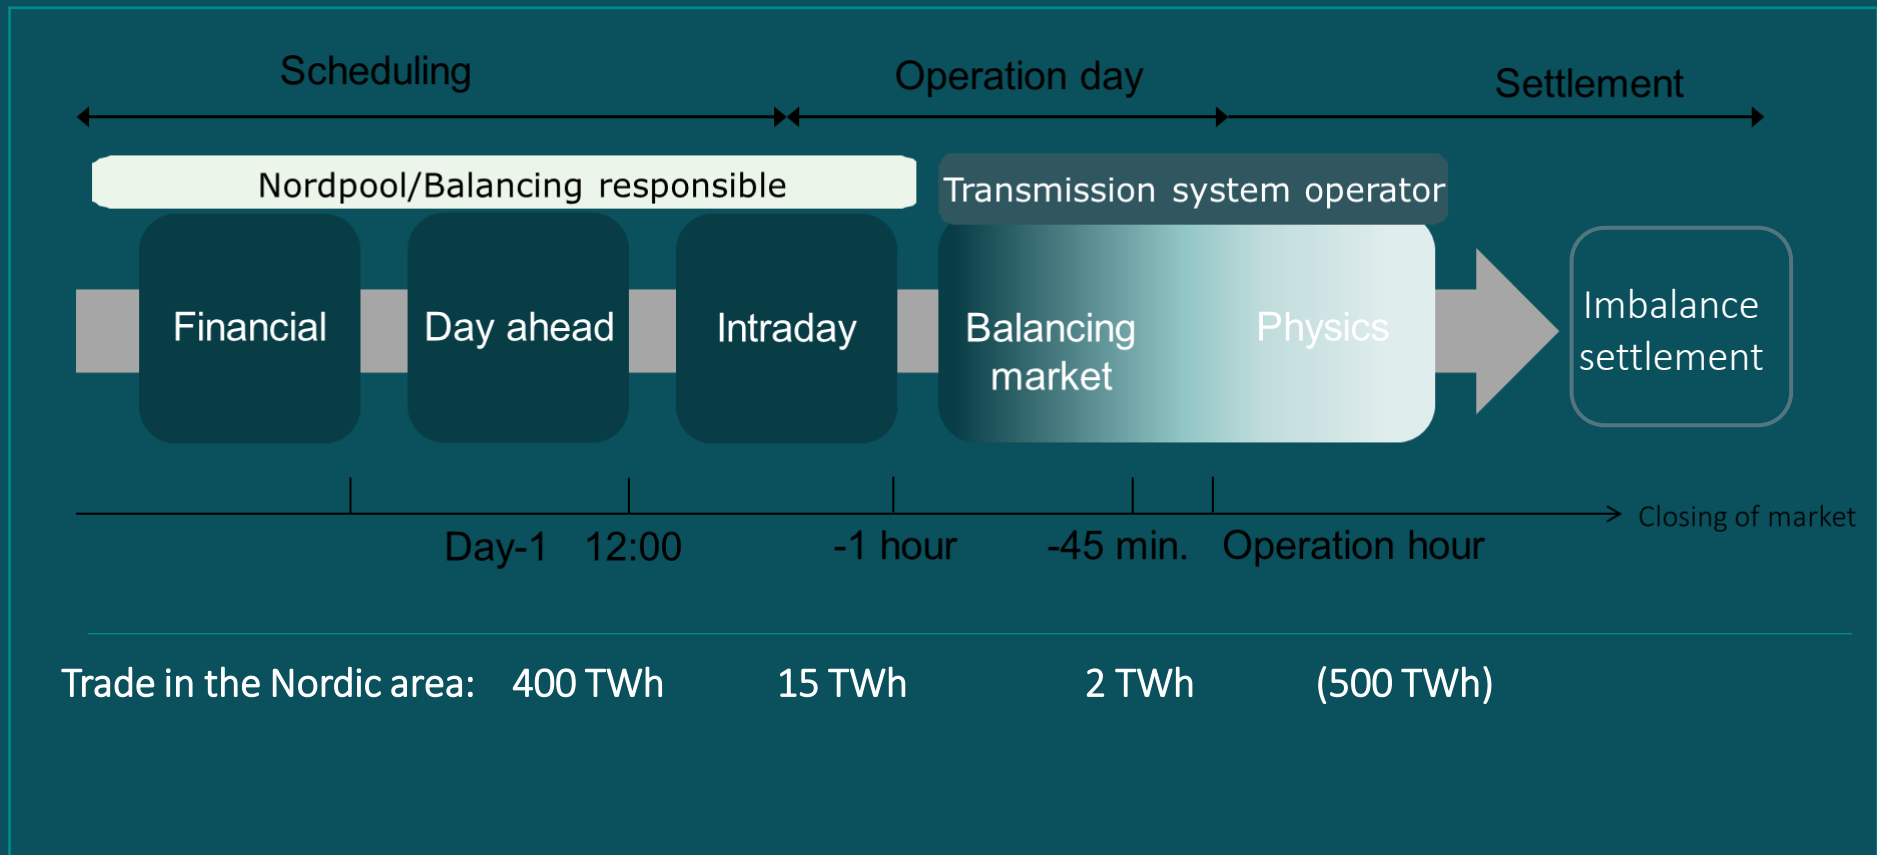 Scheduling
Operation day
Settlement
Nordpool/Balancing responsible
Transmission system operator
Financial
Day ahead
Intraday
Balancing
market
Physics
Imbalance
settlement
Day-1 12:00 -1 hour -45 min. Operation hour
Closing of market
Trade in the Nordic area: 400 TWh 15 TWh 2 TWh (500 TWh)